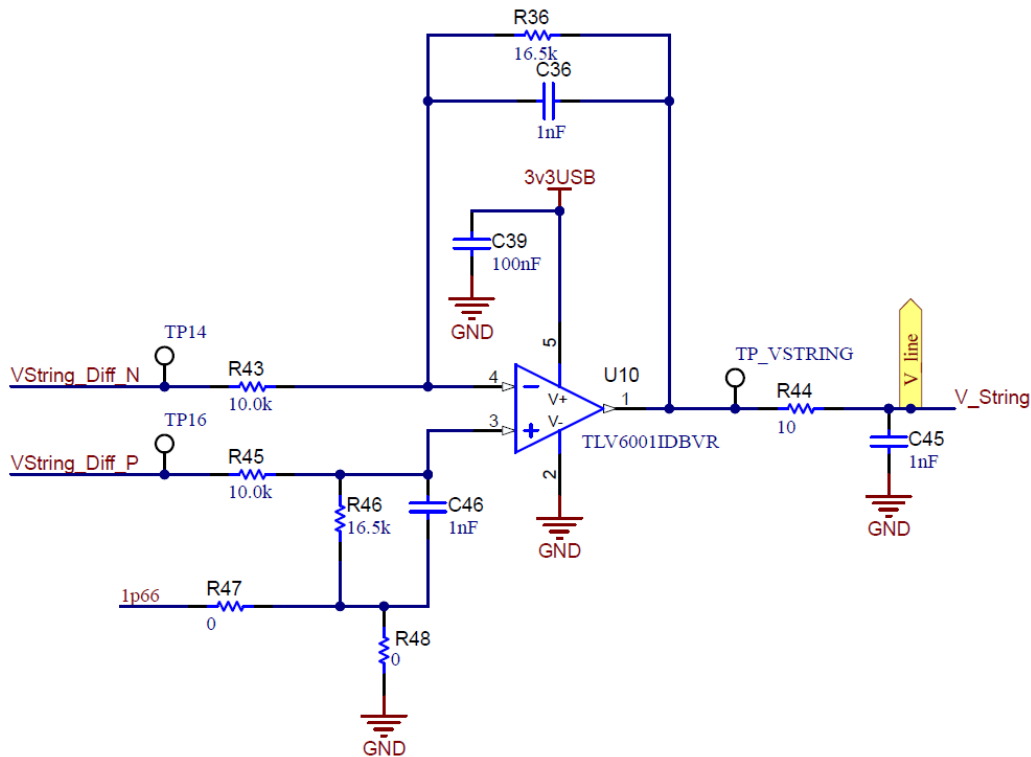 R36
16.5k
C36
1nF
3v3USB
C39
100nF
GND
TP14
VString_Diff_N
R43
10.0k
4
5
U10
V+
V-
1
TLV6001IDBVR
TP_VSTRING
R44
10
V_line
V_String
C45
1nF
GND
TP16
VString_Diff_P
R45
10.0k
3
2
GND
R46
16.5k
C46
1nF
1p66
R47
0
R48
0
GND